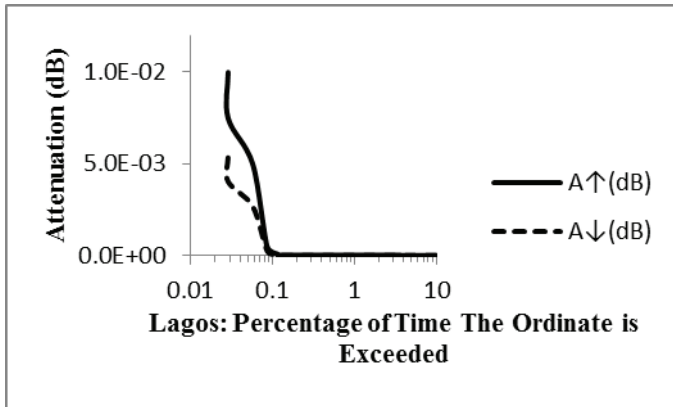 Attenuation (dB)
1.0E-02
5.0E-03
0.0E+00
0.01 0.1 1 10
Lagos: Percentage of Time The Ordinate is
Exceeded
A↑(dB)
A↓(dB)